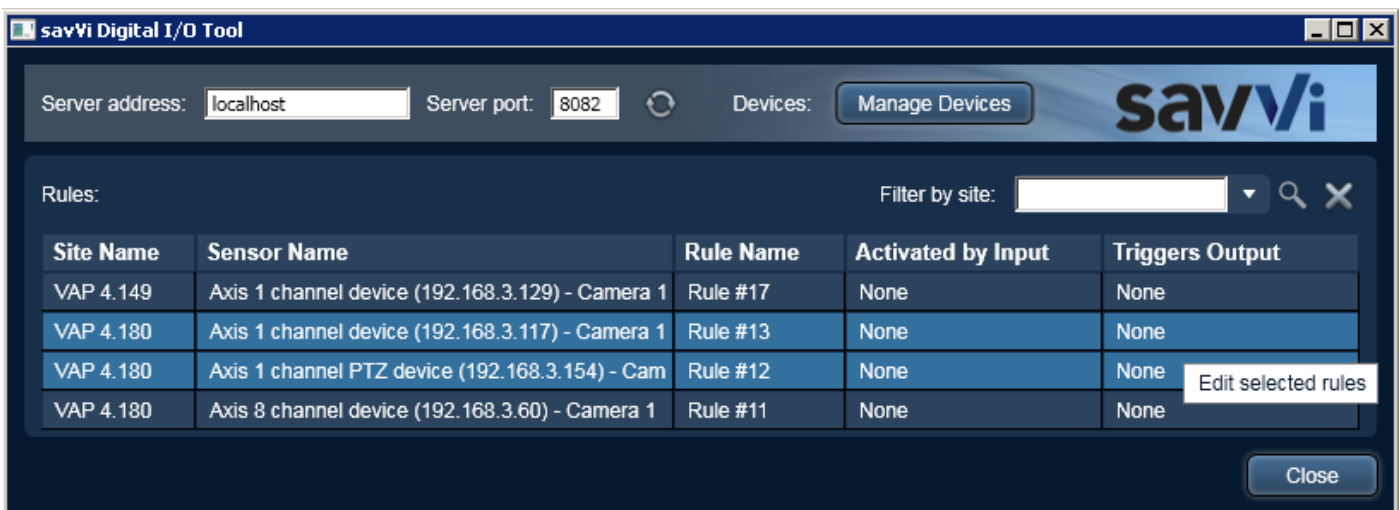 savVi Digital I/O Tool
Server address: localhost Server port: 8082 Devices: Manage Devices savVi
Rules: Filter by site:
Site Name Sensor Name Rule Name Activated by Input Triggers Output
VAP 4.149 Axis 1 channel device (192.168.3.129) - Camera 1 Rule #17 None None
VAP 4.180 Axis 1 channel device (192.168.3.117) - Camera 1 Rule #13 None None
VAP 4.180 Axis 1 channel PTZ device (192.168.3.154) - Cam Rule #12 None None
Edit selected rules
VAP 4.180 Axis 8 channel device (192.168.3.60) - Camera 1 Rule #11 None None
Close